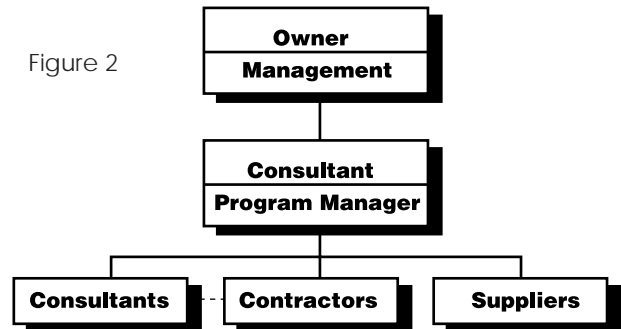 Figure 2
Owner
Management
Consultant
Program Manager
Consultants
Contractors
Suppliers